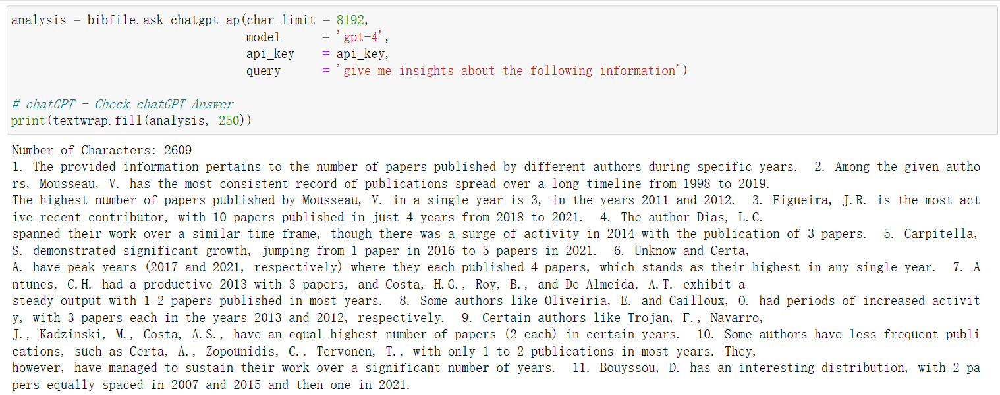 analysis = bibfile.ask_chatgpt_ap(char_limit = 8192,
model = 'gpt-4',
api_key = api_key,
query = 'give me insights about the following information')
# chatGPT - Check chatGPT Answer
print(textwrap.fill(analysis, 250))
Number of Characters: 2609
1. The provided information pertains to the number of papers published by different authors during specific years.  2. Among the given autho
rs, Mousseau, V. has the most consistent record of publications spread over a long timeline from 1998 to 2019.
The highest number of papers published by Mousseau, V. in a single year is 3, in the years 2011 and 2012.  3. Figueira, J.R. is the most act
ive recent contributor, with 10 papers published in just 4 years from 2018 to 2021.  4. The author Dias, L.C.
spanned their work over a similar time frame, though there was a surge of activity in 2014 with the publication of 3 papers.  5. Carpitella,
S. demonstrated significant growth, jumping from 1 paper in 2016 to 5 papers in 2021.  6. Unknow and Certa,
A. have peak years (2017 and 2021, respectively) where they each published 4 papers, which stands as their highest in any single year.  7. A
ntunes, C.H. had a productive 2013 with 3 papers, and Costa, H.G., Roy, B., and De Almeida, A.T. exhibit a
steady output with 1-2 papers published in most years.  8. Some authors like Oliveiria, E. and Cailloux, O. had periods of increased activit
y, with 3 papers each in the years 2013 and 2012, respectively.  9. Certain authors like Trojan, F., Navarro,
J., Kadzinski, M., Costa, A.S., have an equal highest number of papers (2 each) in certain years.  10. Some authors have less frequent publi
cations, such as Certa, A., Zopounidis, C., Tervonen, T., with only 1 to 2 publications in most years. They,
however, have managed to sustain their work over a significant number of years.  11. Bouyssou, D. has an interesting distribution, with 2 pa
pers equally spaced in 2007 and 2015 and then one in 2021.